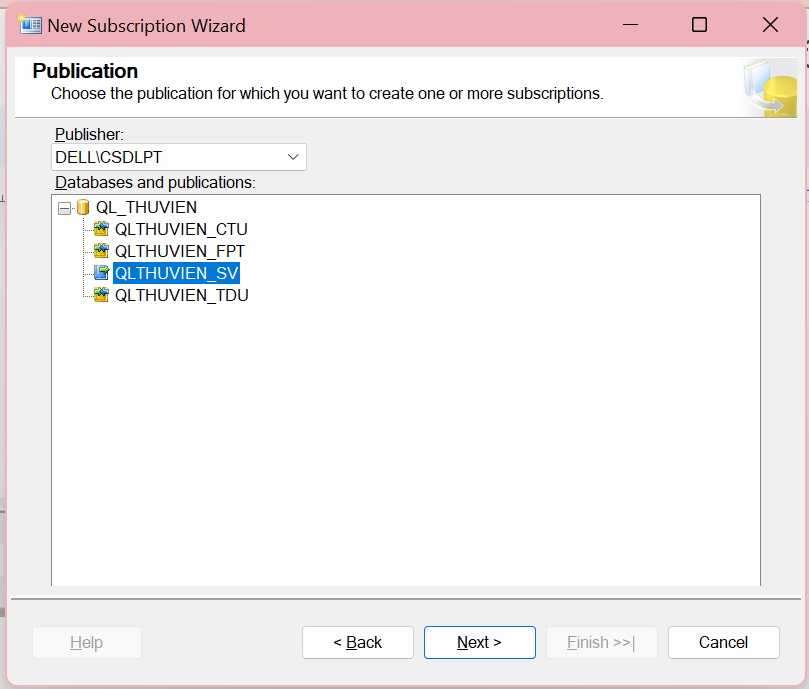 New Subscription Wizard
Publication
Choose the publication for which you want to create one or more subscriptions.
Publisher:
DELL\CSDLPT
Databases and publications:
QL_THUVIEN
QLTHUVIEN_CTU
QLTHUVIEN_FPT
QLTHUVIEN_SV
QLTHUVIEN_TDU
Help
< Back
Next >
Finish >>|
Cancel